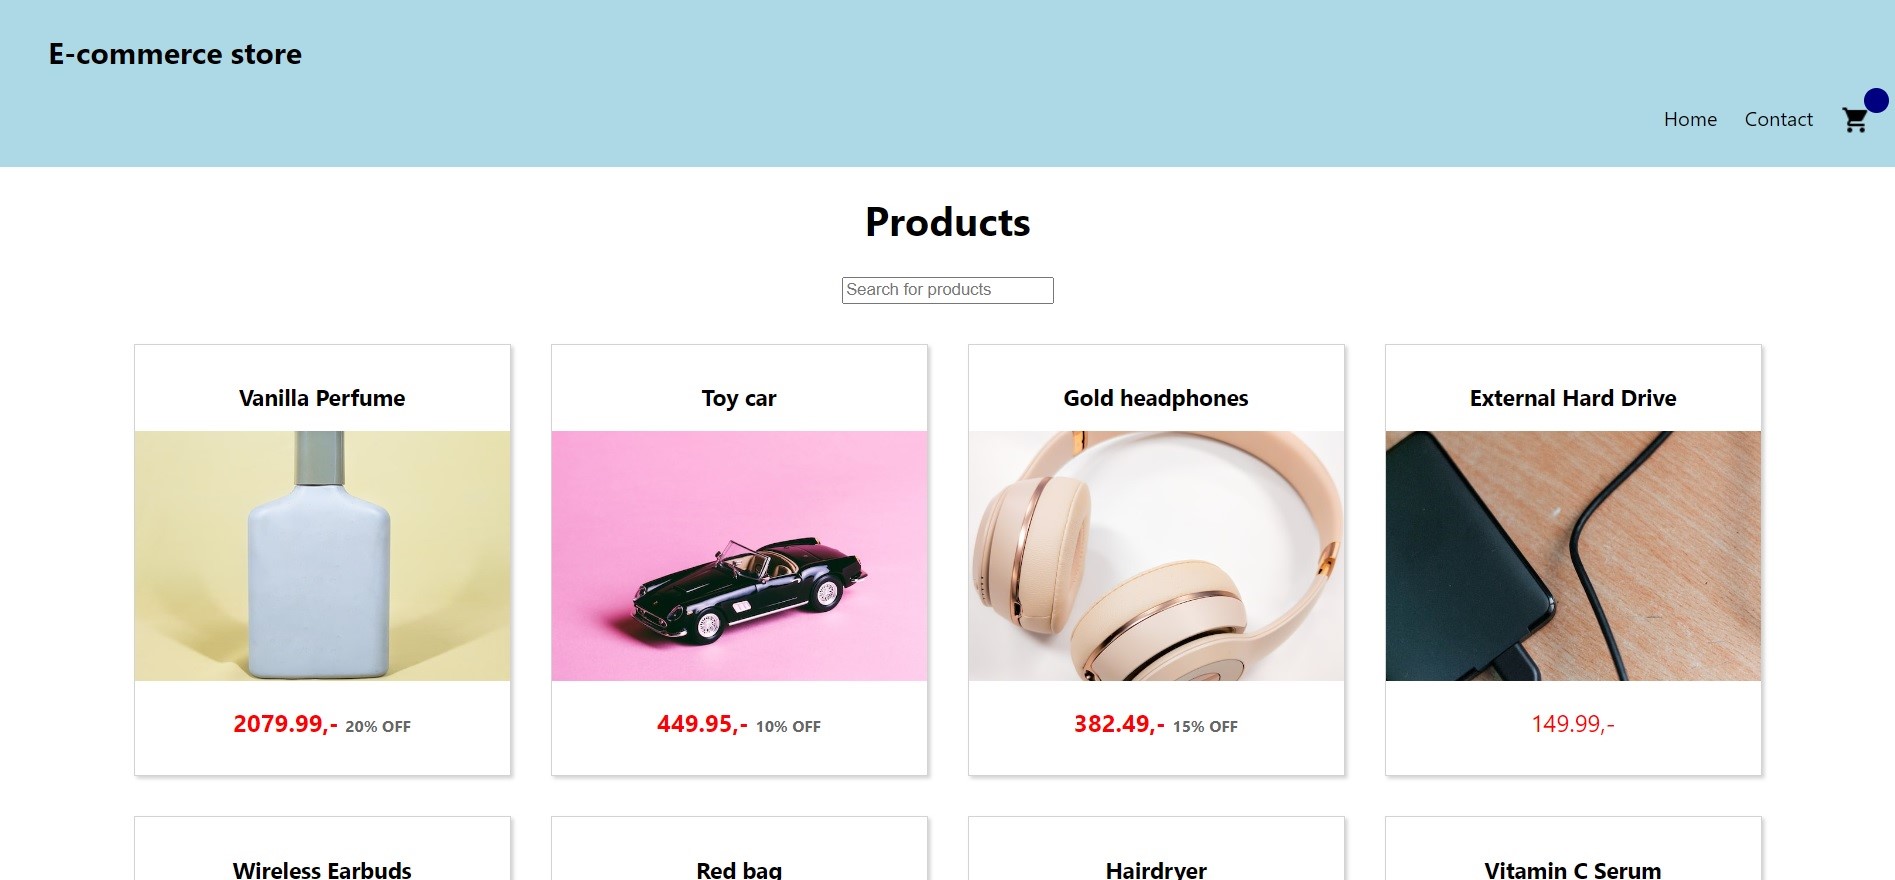 E-commerce store
Home Contact
Products
Search for products
Vanilla Perfume
Toy car
Gold headphones
External Hard Drive
2079.99,- 20% OFF
449.95,- 10% OFF
382.49,- 15% OFF
149.99,-
Wireless Earbuds
Red bag
Hairdryer
Vitamin C Serum